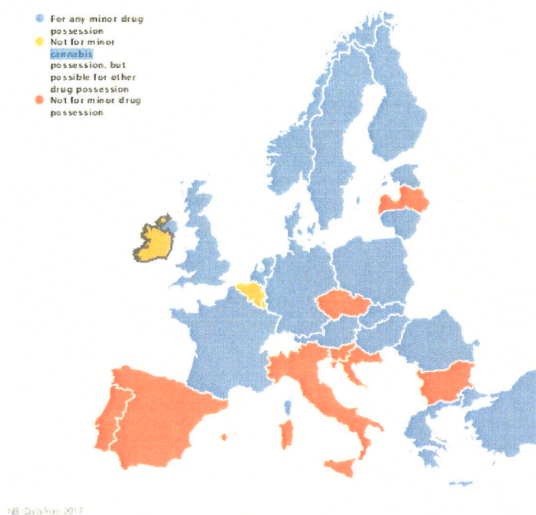 For any minor drug
possession
Not for minor
cannabis
possession, but
possible for other
drug possession
Not for minor drug
possession
NB: Data from 2017